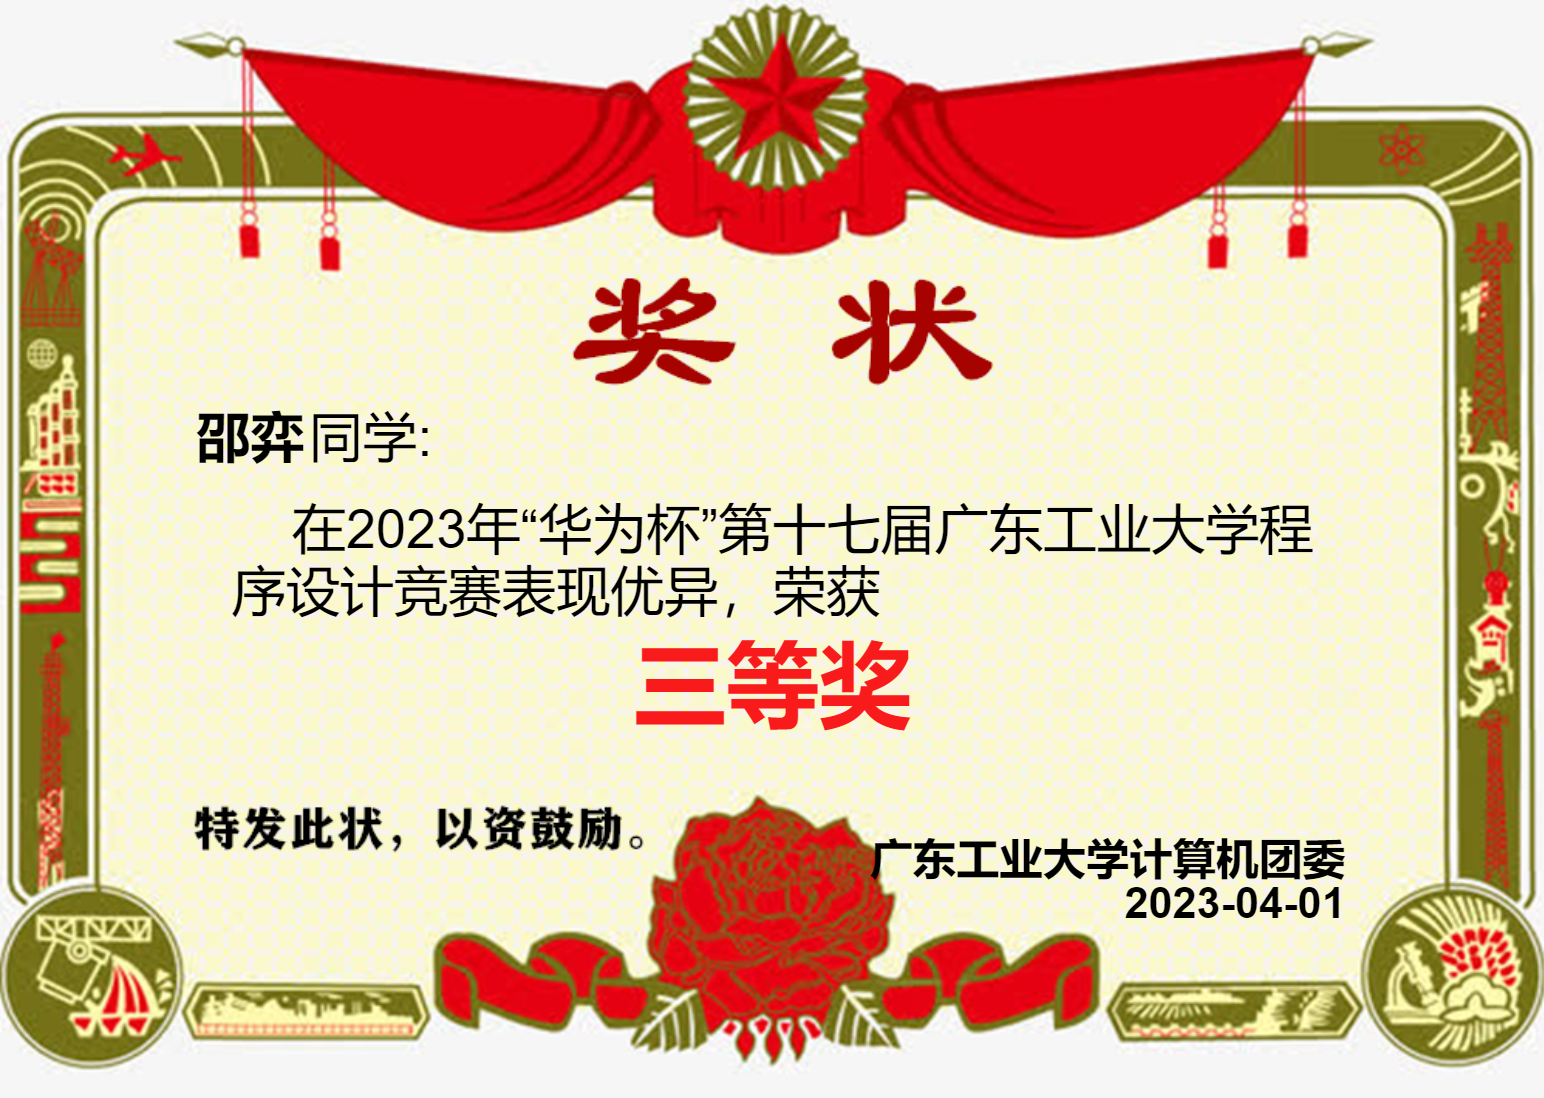 奖 状
邵弈同学:
在2023年“华为杯”第十七届广东工业大学程
序设计竞赛表现优异，荣获
三等奖
特发此状，以资鼓励。
广东工业大学计算机团委
2023-04-01